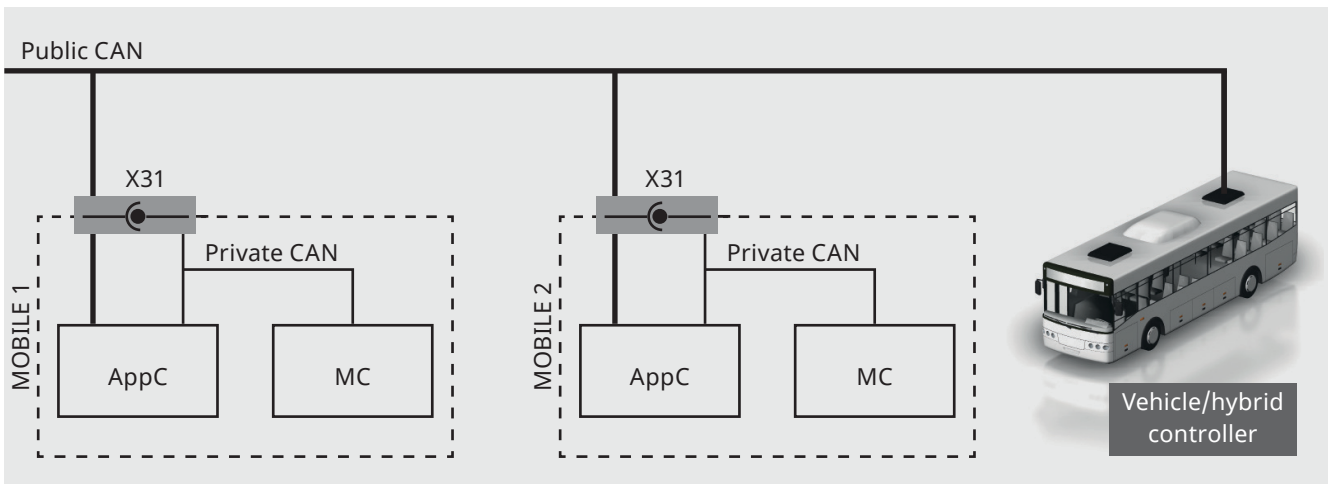 Public CAN
X31
X31
Private CAN
Private CAN
MOBILE 1
AppC
MC
MOBILE 2
AppC
MC
Vehicle/hybrid
controller